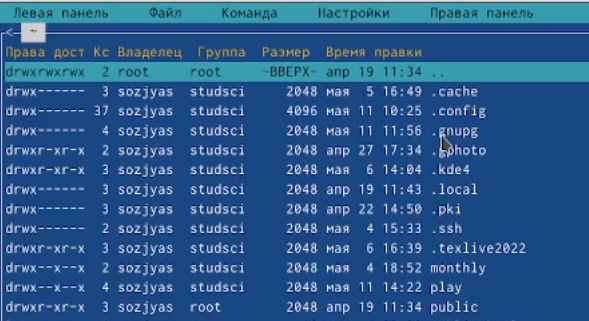 Левая панель Файл Команда Настройки Правая панель
<- ~
Права дост Кс Владелец Группа Размер Время правки
drwxrwxrwx 2 root root -ВВЕРХ- апр 19 11:34 ..
drwx------ 3 sozjyas studsci 2048 мая 5 16:49 .cache
drwx------ 37 sozjyas studsci 4096 мая 11 10:25 .config
drwx------ 4 sozjyas studsci 2048 мая 11 11:56 .gnupg
drwxr-xr-x 2 sozjyas studsci 2048 апр 27 17:34 .gphoto
drwxr-xr-x 3 sozjyas studsci 2048 мая 6 14:04 .kde4
drwx------ 3 sozjyas studsci 2048 апр 19 11:43 .local
drwx------ 3 sozjyas studsci 2048 апр 22 14:50 .pki
drwx------ 2 sozjyas studsci 2048 мая 4 15:33 .ssh
drwxr-xr-x 3 sozjyas studsci 2048 мая 6 16:39 .texlive2022
drwx--x--x 2 sozjyas studsci 2048 мая 4 18:52 monthly
drwx--x--x 4 sozjyas studsci 2048 мая 11 14:22 play
drwxr-xr-x 3 sozjyas root 2048 апр 19 11:34 public